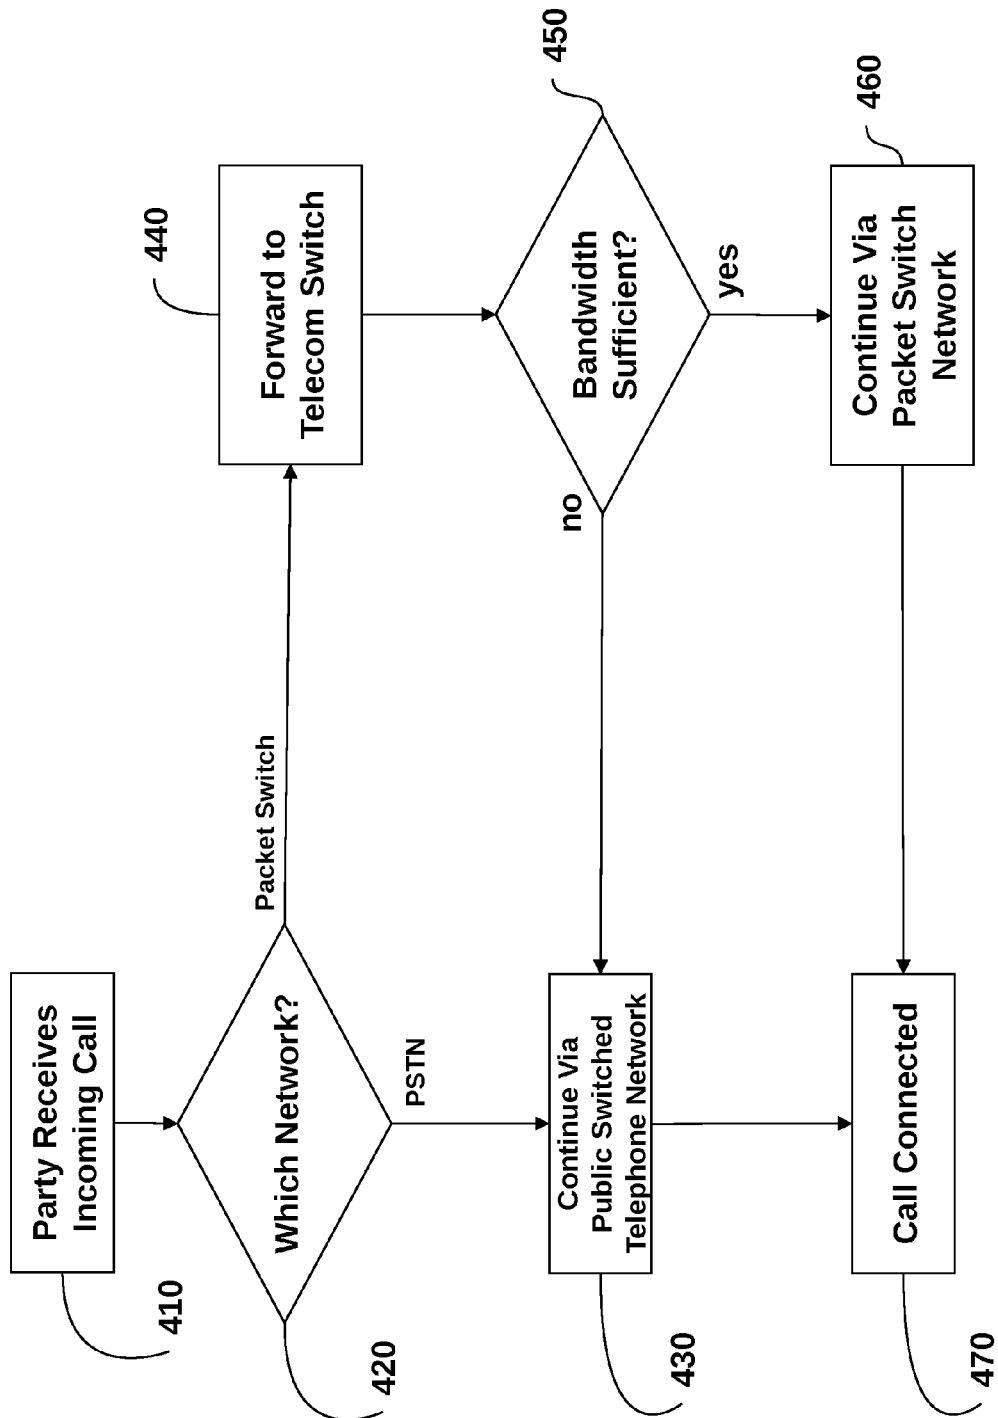 410
Party Receives
Incoming Call
420
Which Network?
Packet Switch
PSTN
440
Forward to
Telecom Switch
450
Bandwidth
Sufficient?
no
yes
430
Continue Via
Public Switched
Telephone Network
460
Continue Via
Packet Switch
Network
470
Call Connected